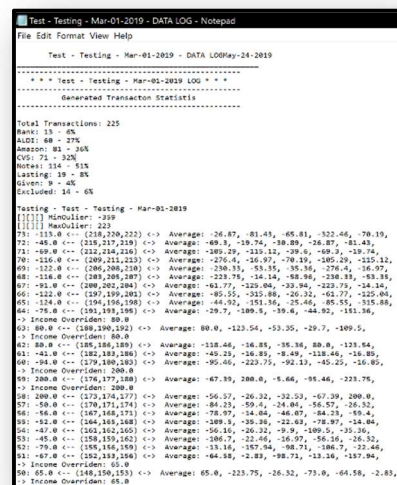 Test - Testing - Mar-01-2019 - DATA LOG - Notepad
File Edit Format View Help
Test - Testing - Mar-01-2019 - DATA LOGMay-24-2019
* * * Test - Testing - Mar-01-2019 LOG * * *
Generated Transacton Statistis
Total Transactions: 225
Bank: 13 - 6%
ALDI: 60 - 27%
Amazon: 81 - 36%
CVS: 71 - 32%
Notes: 114 - 51%
Lasting: 19 - 8%
Given: 9 - 4%
Excluded: 14 - 6%
Testing - Test - Testing - Mar-01-2019
[][][] MinOulier: -359
[][][] MaxOulier: 223
73: -113.0 <-- (218,220,222) <-> Average: -26.87, -81.43, -65.81, -322.46, -70.19,
72: -45.0 <-- (215,217,219) <-> Average: -69.3, -19.74, -30.89, -26.87, -81.43,
71: -69.0 <-- (212,214,216) <-> Average: -105.29, -115.12, -39.6, -69.3, -19.74,
70: -116.0 <-- (209,211,213) <-> Average: -276.4, -16.97, -70.19, -105.29, -115.12,
69: -122.0 <-- (206,208,210) <-> Average: -230.33, -53.35, -35.36, -276.4, -16.97,
68: -116.0 <-- (203,205,207) <-> Average: -223.75, -14.14, -58.96, -230.33, -53.35,
67: -91.0 <-- (200,202,204) <-> Average: -61.77, -125.04, -33.94, -223.75, -14.14,
66: -122.0 <-- (197,199,201) <-> Average: -85.55, -315.88, -26.32, -61.77, -125.04,
65: -124.0 <-- (194,196,198) <-> Average: -44.92, -151.36, -25.46, -85.55, -315.88,
64: -75.0 <-- (191,193,195) <-> Average: -29.7, -109.5, -39.6, -44.92, -151.36,
-> Income Overriden: 80.0
63: 80.0 <-- (188,190,192) <-> Average: 80.0, -123.54, -53.35, -29.7, -109.5,
-> Income Overriden: 80.0
62: 80.0 <-- (185,186,189) <-> Average: -118.46, -16.85, -35.36, 80.0, -123.54,
61: -41.0 <-- (182,183,186) <-> Average: -45.25, -16.85, -8.49, -118.46, -16.85,
60: -94.0 <-- (179,180,183) <-> Average: -95.46, -223.75, -92.13, -45.25, -16.85,
-> Income Overriden: 200.0
59: 200.0 <-- (176,177,180) <-> Average: -67.39, 200.0, -5.66, -95.46, -223.75,
-> Income Overriden: 200.0
58: 200.0 <-- (173,174,177) <-> Average: -56.57, -26.32, -32.53, -67.39, 200.0,
57: -50.0 <-- (170,171,174) <-> Average: -84.23, -59.4, -24.04, -56.57, -26.32,
56: -56.0 <-- (167,168,171) <-> Average: -78.97, -14.04, -46.07, -84.23, -59.4,
55: -52.0 <-- (164,165,168) <-> Average: -109.5, -35.36, -22.63, -78.97, -14.04,
54: -47.0 <-- (161,162,165) <-> Average: -56.16, -26.32, -9.9, -109.5, -35.36,
53: -45.0 <-- (158,159,162) <-> Average: -106.7, -22.46, -16.97, -56.16, -26.32,
52: -79.0 <-- (155,156,159) <-> Average: -13.16, -157.94, -98.71, -106.7, -22.46,
51: -67.0 <-- (152,153,156) <-> Average: -64.58, -2.83, -98.71, -13.16, -157.94,
-> Income Overriden: 65.0
50: 65.0 <-- (148,150,153) <-> Average: 65.0, -223.75, -26.32, -73.0, -64.58, -2.83,
-> Income Overriden: 65.0